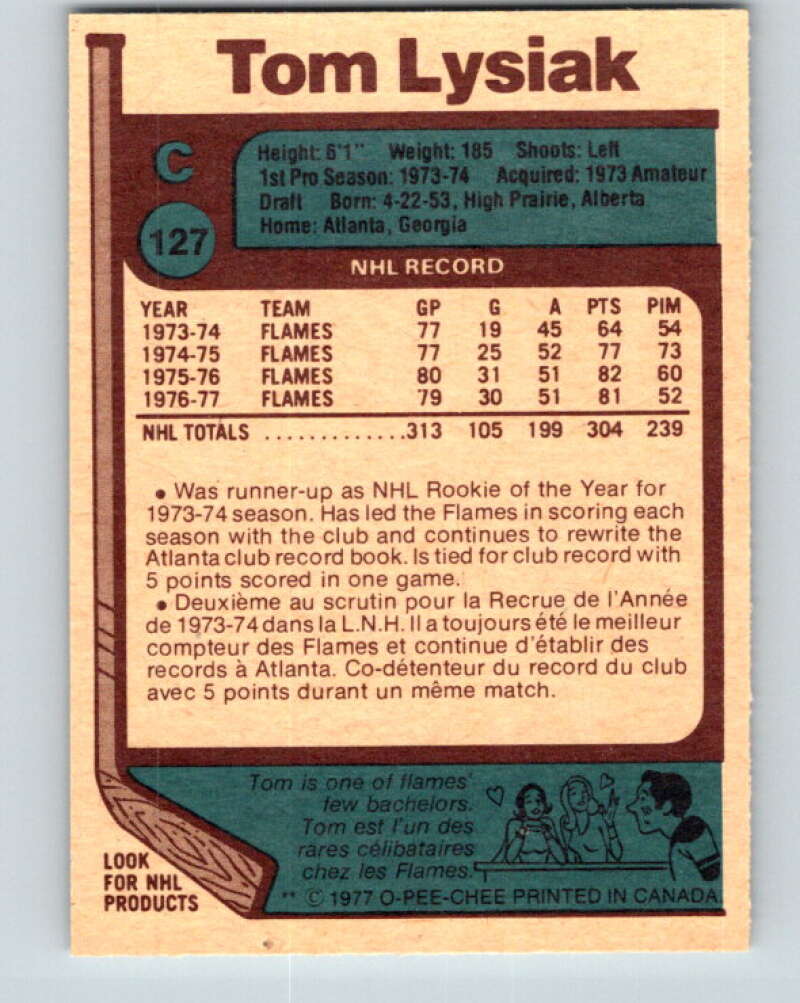 Tom Lysiak
C
127
Height: 6'1" Weight: 185 Shoots: Left
1st Pro Season: 1973-74 Acquired: 1973 Amateur
Draft Born: 4-22-53, High Prairie, Alberta
Home: Atlanta, Georgia
NHL RECORD
YEAR TEAM GP G A PTS PIM
1973-74 FLAMES 77 19 45 64 54
1974-75 FLAMES 77 25 52 77 73
1975-76 FLAMES 80 31 51 82 60
1976-77 FLAMES 79 30 51 81 52
NHL TOTALS .............313 105 199 304 239
• Was runner-up as NHL Rookie of the Year for
1973-74 season. Has led the Flames in scoring each
season with the club and continues to rewrite the
Atlanta club record book. Is tied for club record with
5 points scored in one game.
• Deuxième au scrutin pour la Recrue de l'Année
de 1973-74 dans la L.N.H. Il a toujours été le meilleur
compteur des Flames et continue d'établir des
records à Atlanta. Co-détenteur du record du club
avec 5 points durant un même match.
Tom is one of flames'
few bachelors.
Tom est l'un des
rares célibataires
chez les Flames.
LOOK
FOR NHL
PRODUCTS
** © 1977 O-PEE-CHEE PRINTED IN CANADA